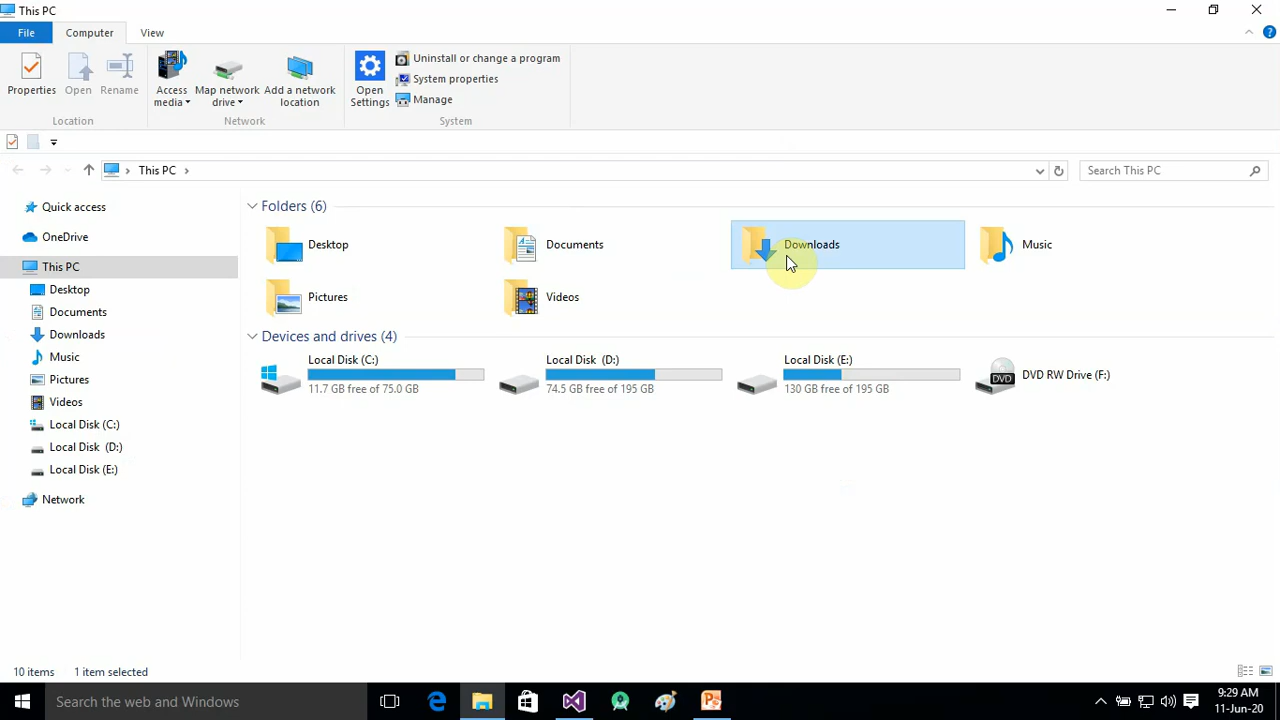 This PC
File
Computer
View
Properties
Open
Rename
Location
Access media
Map network drive
Add a network location
Network
Open Settings
Uninstall or change a program
System properties
Manage
System
This PC
Search This PC
Quick access
OneDrive
This PC
Desktop
Documents
Downloads
Music
Pictures
Videos
Local Disk (C:)
Local Disk (D:)
Local Disk (E:)
Network
Folders (6)
Desktop
Documents
Downloads
Music
Pictures
Videos
Devices and drives (4)
Local Disk (C:)
11.7 GB free of 75.0 GB
Local Disk (D:)
74.5 GB free of 195 GB
Local Disk (E:)
130 GB free of 195 GB
DVD
DVD RW Drive (F:)
10 items
1 item selected
Search the web and Windows
9:29 AM
11-Jun-20